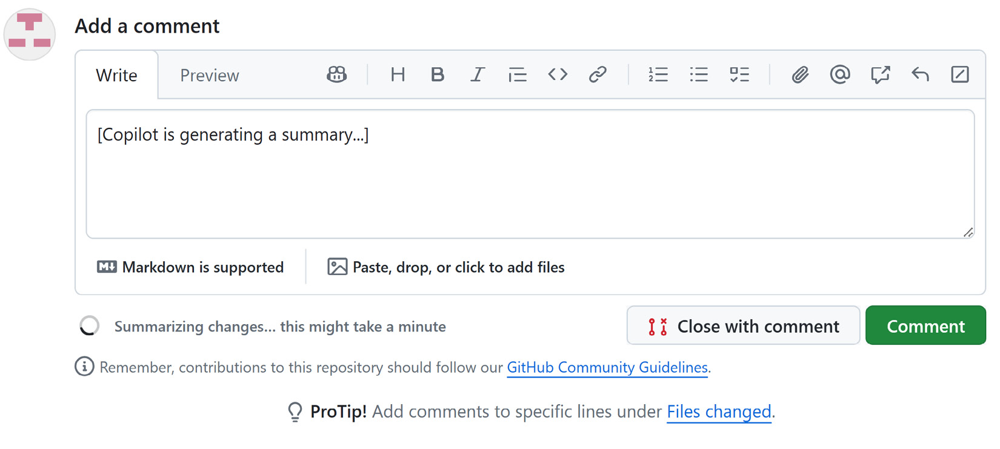 Add a comment
Write Preview
[Copilot is generating a summary...]
Markdown is supported
Paste, drop, or click to add files
Summarizing changes... this might take a minute
Close with comment
Comment
Remember, contributions to this repository should follow our GitHub Community Guidelines.
ProTip! Add comments to specific lines under Files changed.